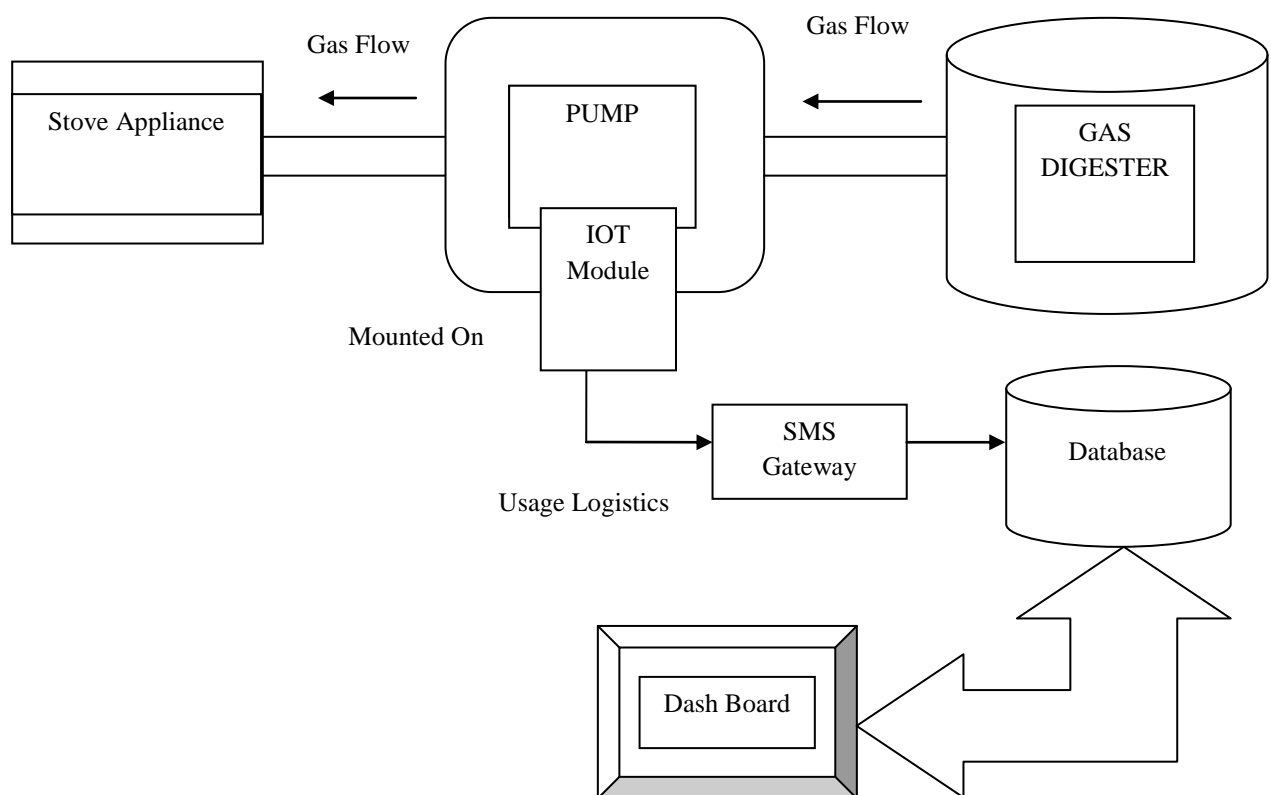 Gas Flow
Gas Flow
Stove Appliance
PUMP
GAS
DIGESTER
IOT
Module
Mounted On
SMS
Gateway
Database
Usage Logistics
Dash Board